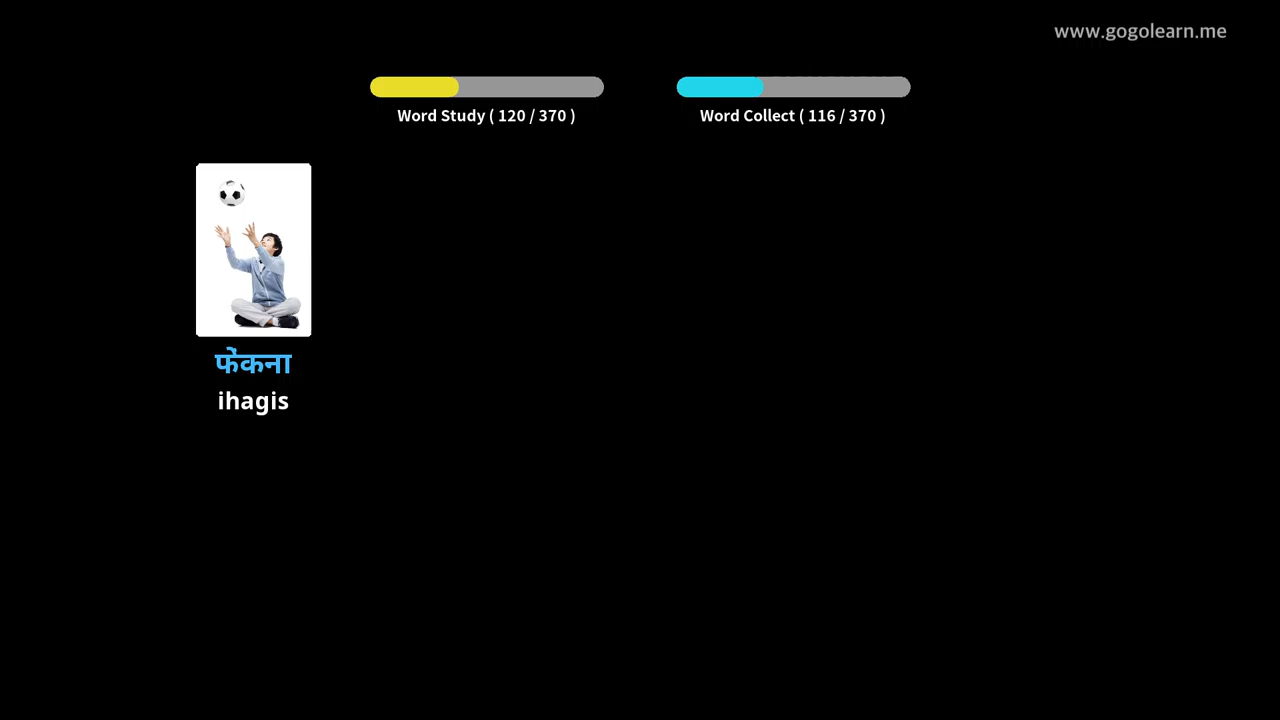 www.gogolearn.me
Word Study ( 120 / 370 )
Word Collect ( 116 / 370 )
फेंकना
ihagis